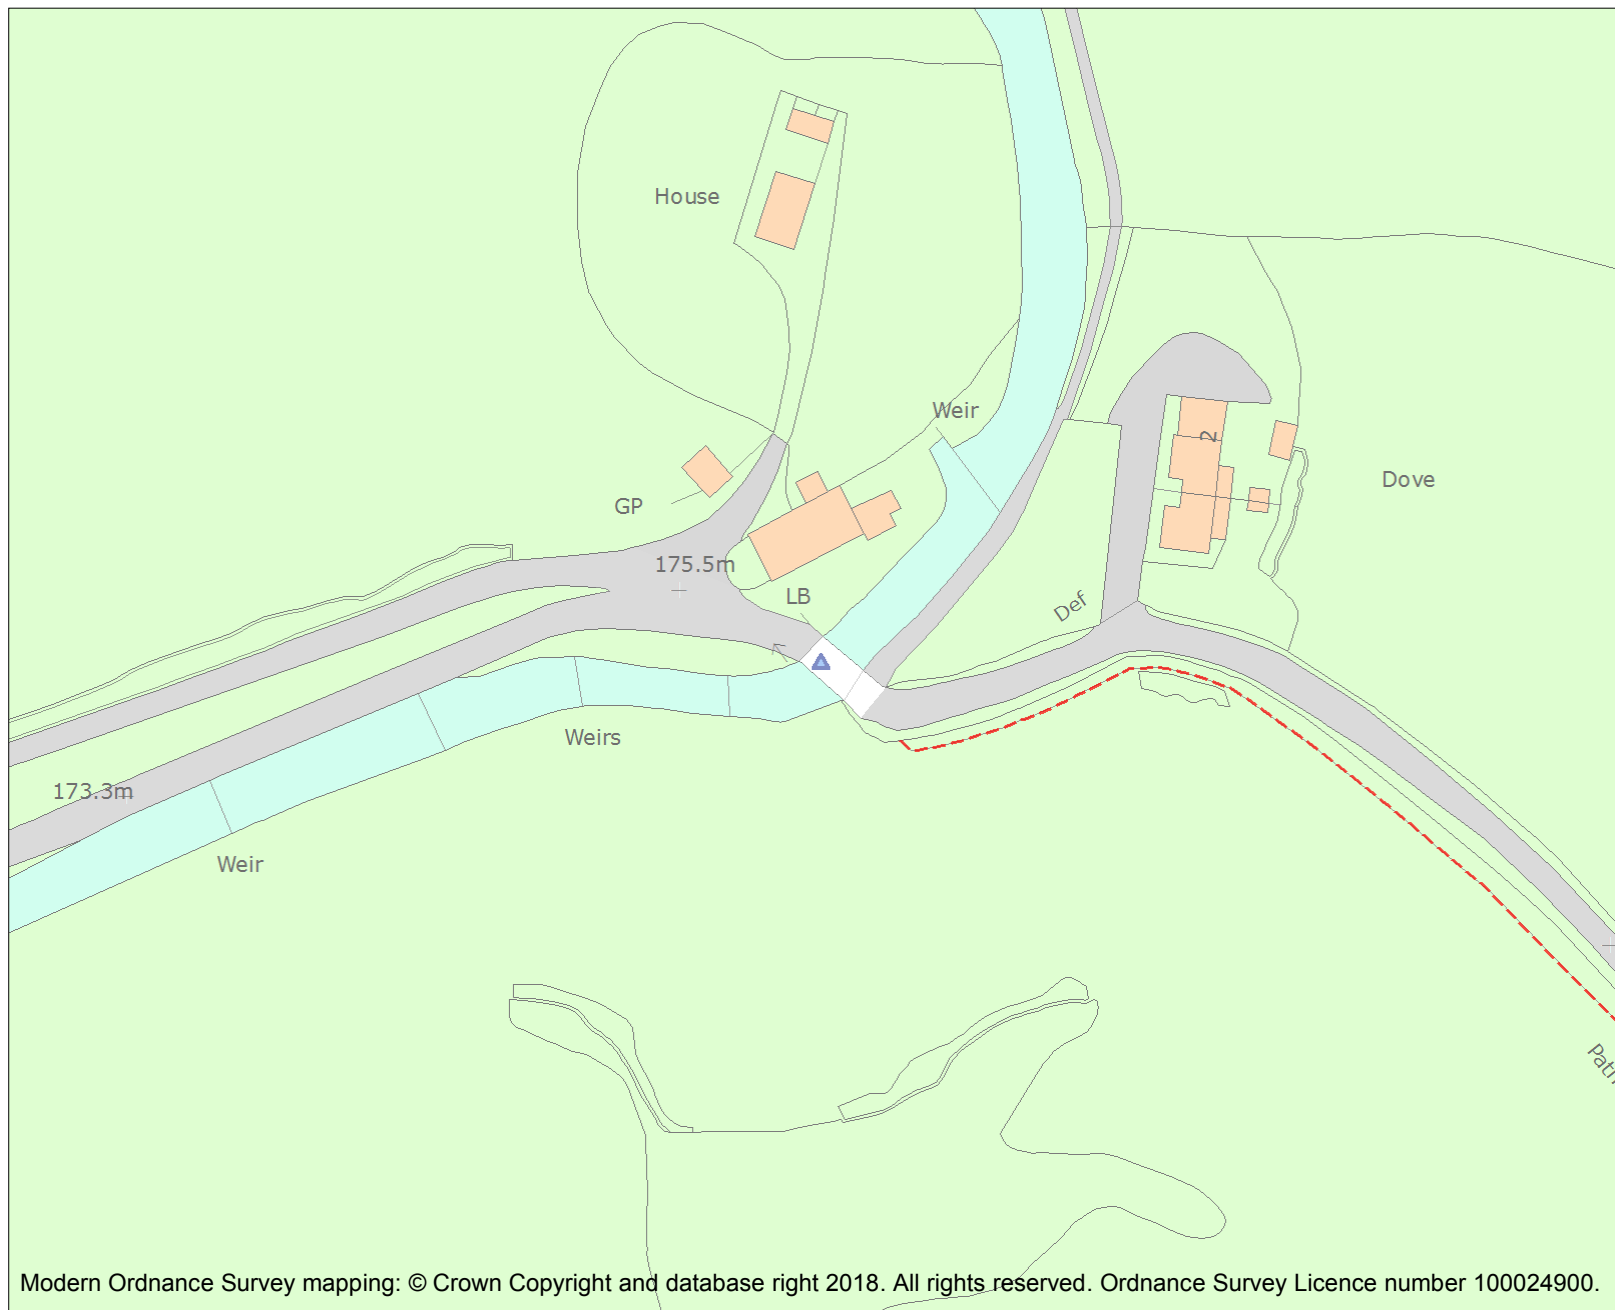 House
Weir
2
Dove
GP
175.5m
LB
Def
Weirs
173.3m
Weir
Path
Modern Ordnance Survey mapping: © Crown Copyright and database right 2018. All rights reserved. Ordnance Survey Licence number 100024900.